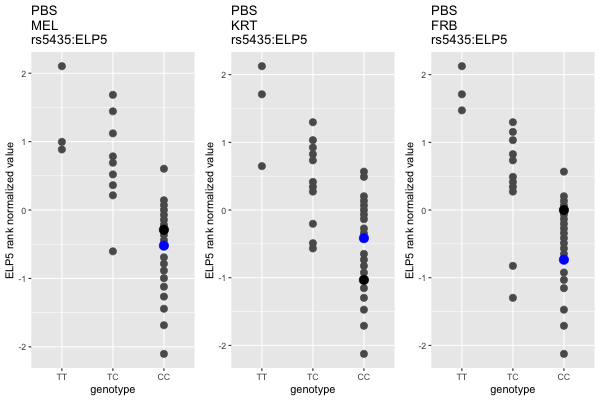 PBS
MEL
rs5435:ELP5
ELP5 rank normalized value
2
1
0
-1
-2
TT TC CC
genotype
PBS
KRT
rs5435:ELP5
ELP5 rank normalized value
2
1
0
-1
-2
TT TC CC
genotype
PBS
FRB
rs5435:ELP5
ELP5 rank normalized value
2
1
0
-1
-2
TT TC CC
genotype